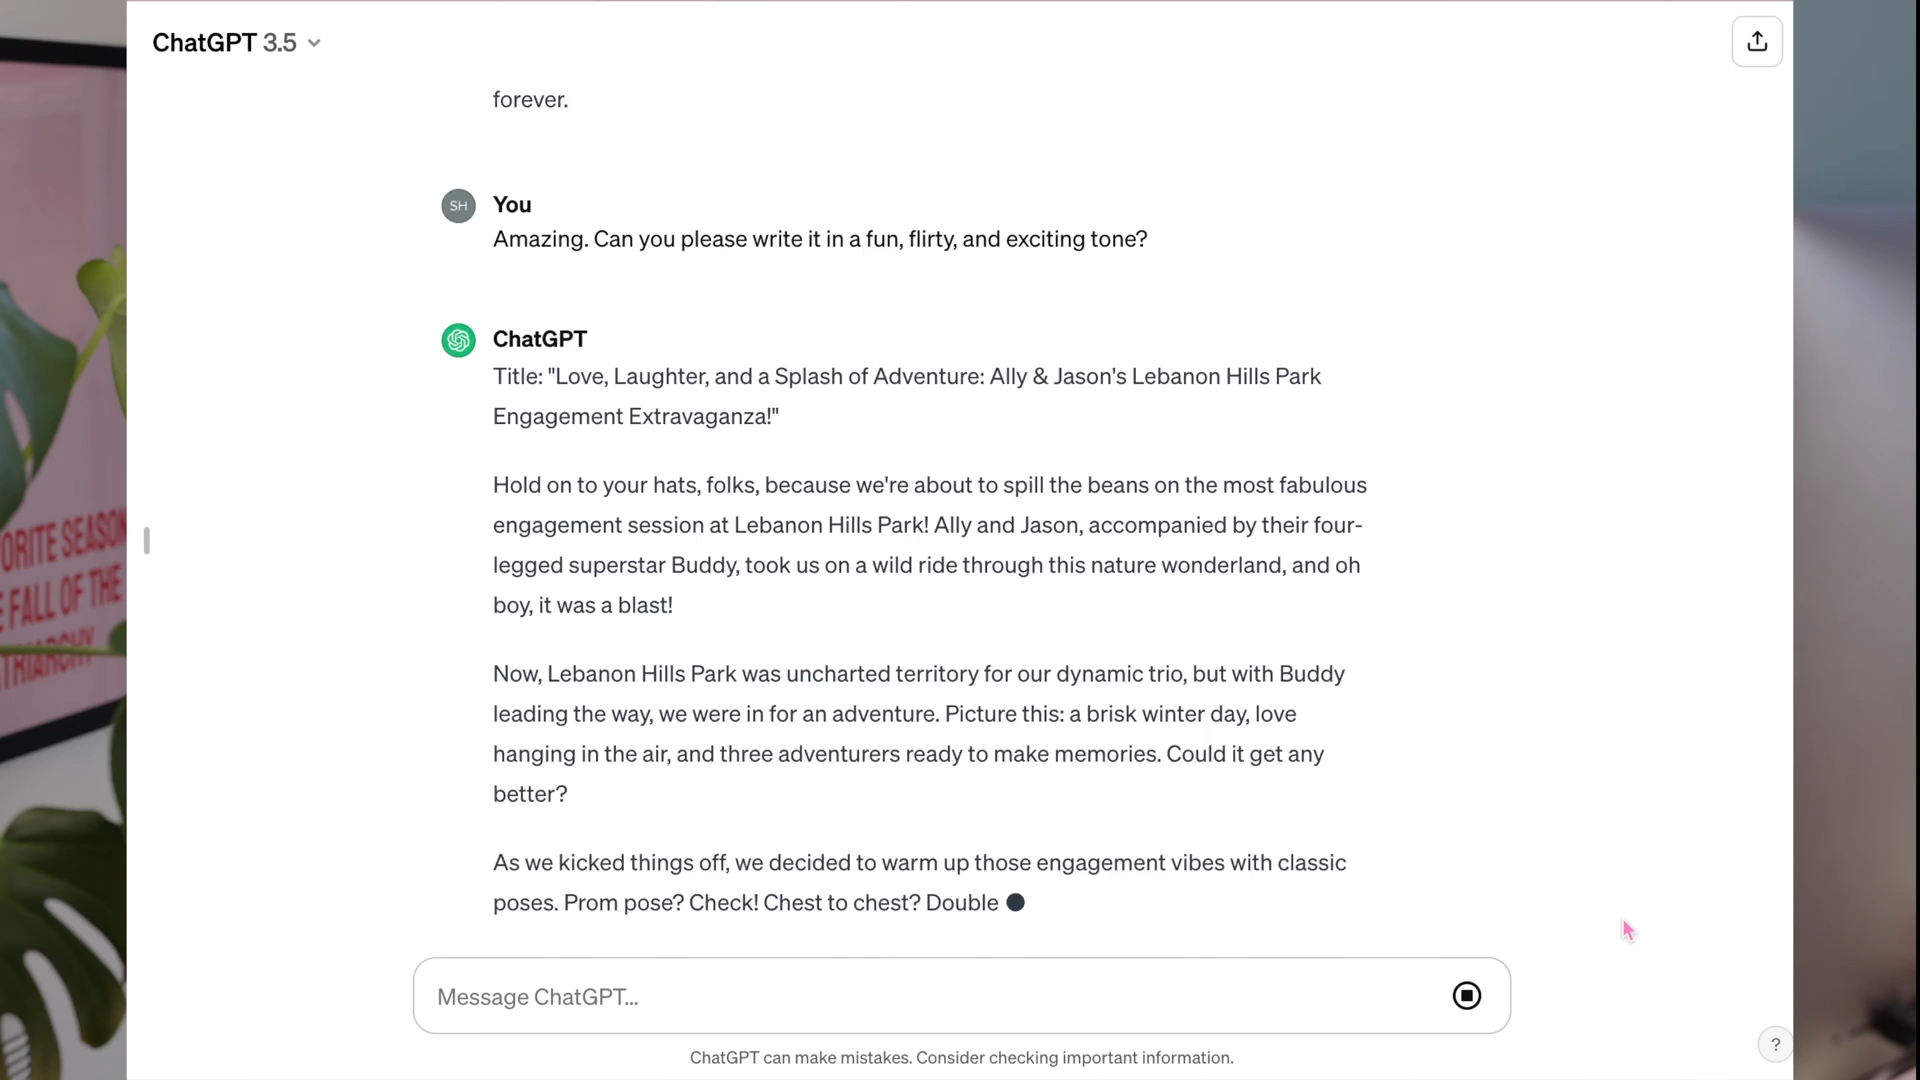 ChatGPT 3.5
forever.
SH
You
Amazing. Can you please write it in a fun, flirty, and exciting tone?
ChatGPT
Title: "Love, Laughter, and a Splash of Adventure: Ally & Jason's Lebanon Hills Park
Engagement Extravaganza!"
Hold on to your hats, folks, because we're about to spill the beans on the most fabulous
engagement session at Lebanon Hills Park! Ally and Jason, accompanied by their four-
legged superstar Buddy, took us on a wild ride through this nature wonderland, and oh
boy, it was a blast!
Now, Lebanon Hills Park was uncharted territory for our dynamic trio, but with Buddy
leading the way, we were in for an adventure. Picture this: a brisk winter day, love
hanging in the air, and three adventurers ready to make memories. Could it get any
better?
As we kicked things off, we decided to warm up those engagement vibes with classic
poses. Prom pose? Check! Chest to chest? Double
Message ChatGPT...
ChatGPT can make mistakes. Consider checking important information.
?
ORITE SEASON
FALL OF THE
TRIARCHY